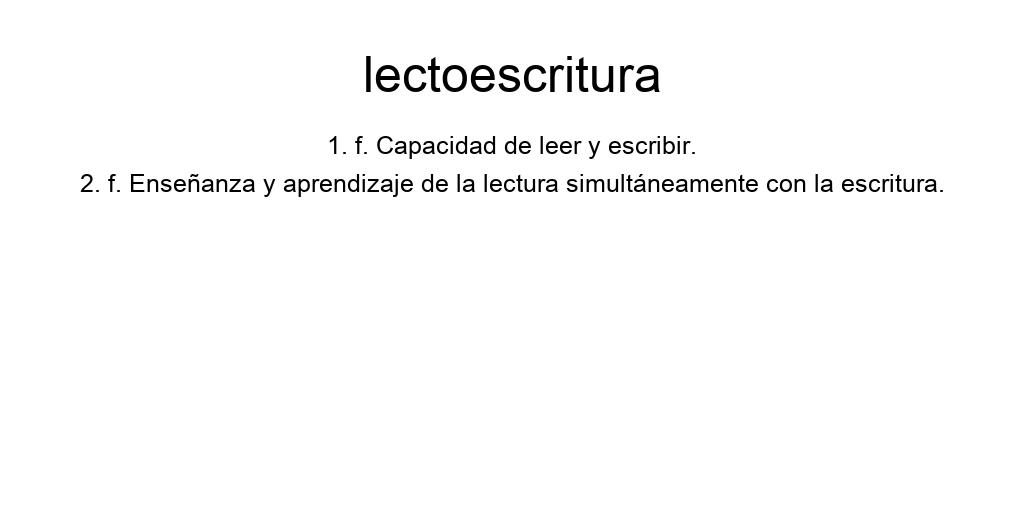 lectoescritura
1. f. Capacidad de leer y escribir.
2. f. Enseñanza y aprendizaje de la lectura simultáneamente con la escritura.